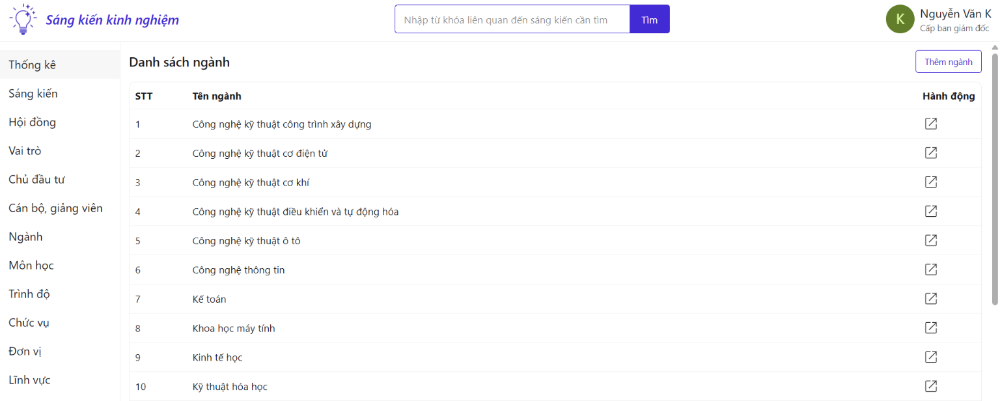 Sáng kiến kinh nghiệm
Nhập từ khóa liên quan đến sáng kiến cần tìm
Tìm
K
Nguyễn Văn K
Cấp ban giám đốc
Thống kê
Sáng kiến
Hội đồng
Vai trò
Chủ đầu tư
Cán bộ, giảng viên
Ngành
Môn học
Trình độ
Chức vụ
Đơn vị
Lĩnh vực
Danh sách ngành
Thêm ngành
STT Tên ngành Hành động
1 Công nghệ kỹ thuật công trình xây dựng
2 Công nghệ kỹ thuật cơ điện tử
3 Công nghệ kỹ thuật cơ khí
4 Công nghệ kỹ thuật điều khiển và tự động hóa
5 Công nghệ kỹ thuật ô tô
6 Công nghệ thông tin
7 Kế toán
8 Khoa học máy tính
9 Kinh tế học
10 Kỹ thuật hóa học